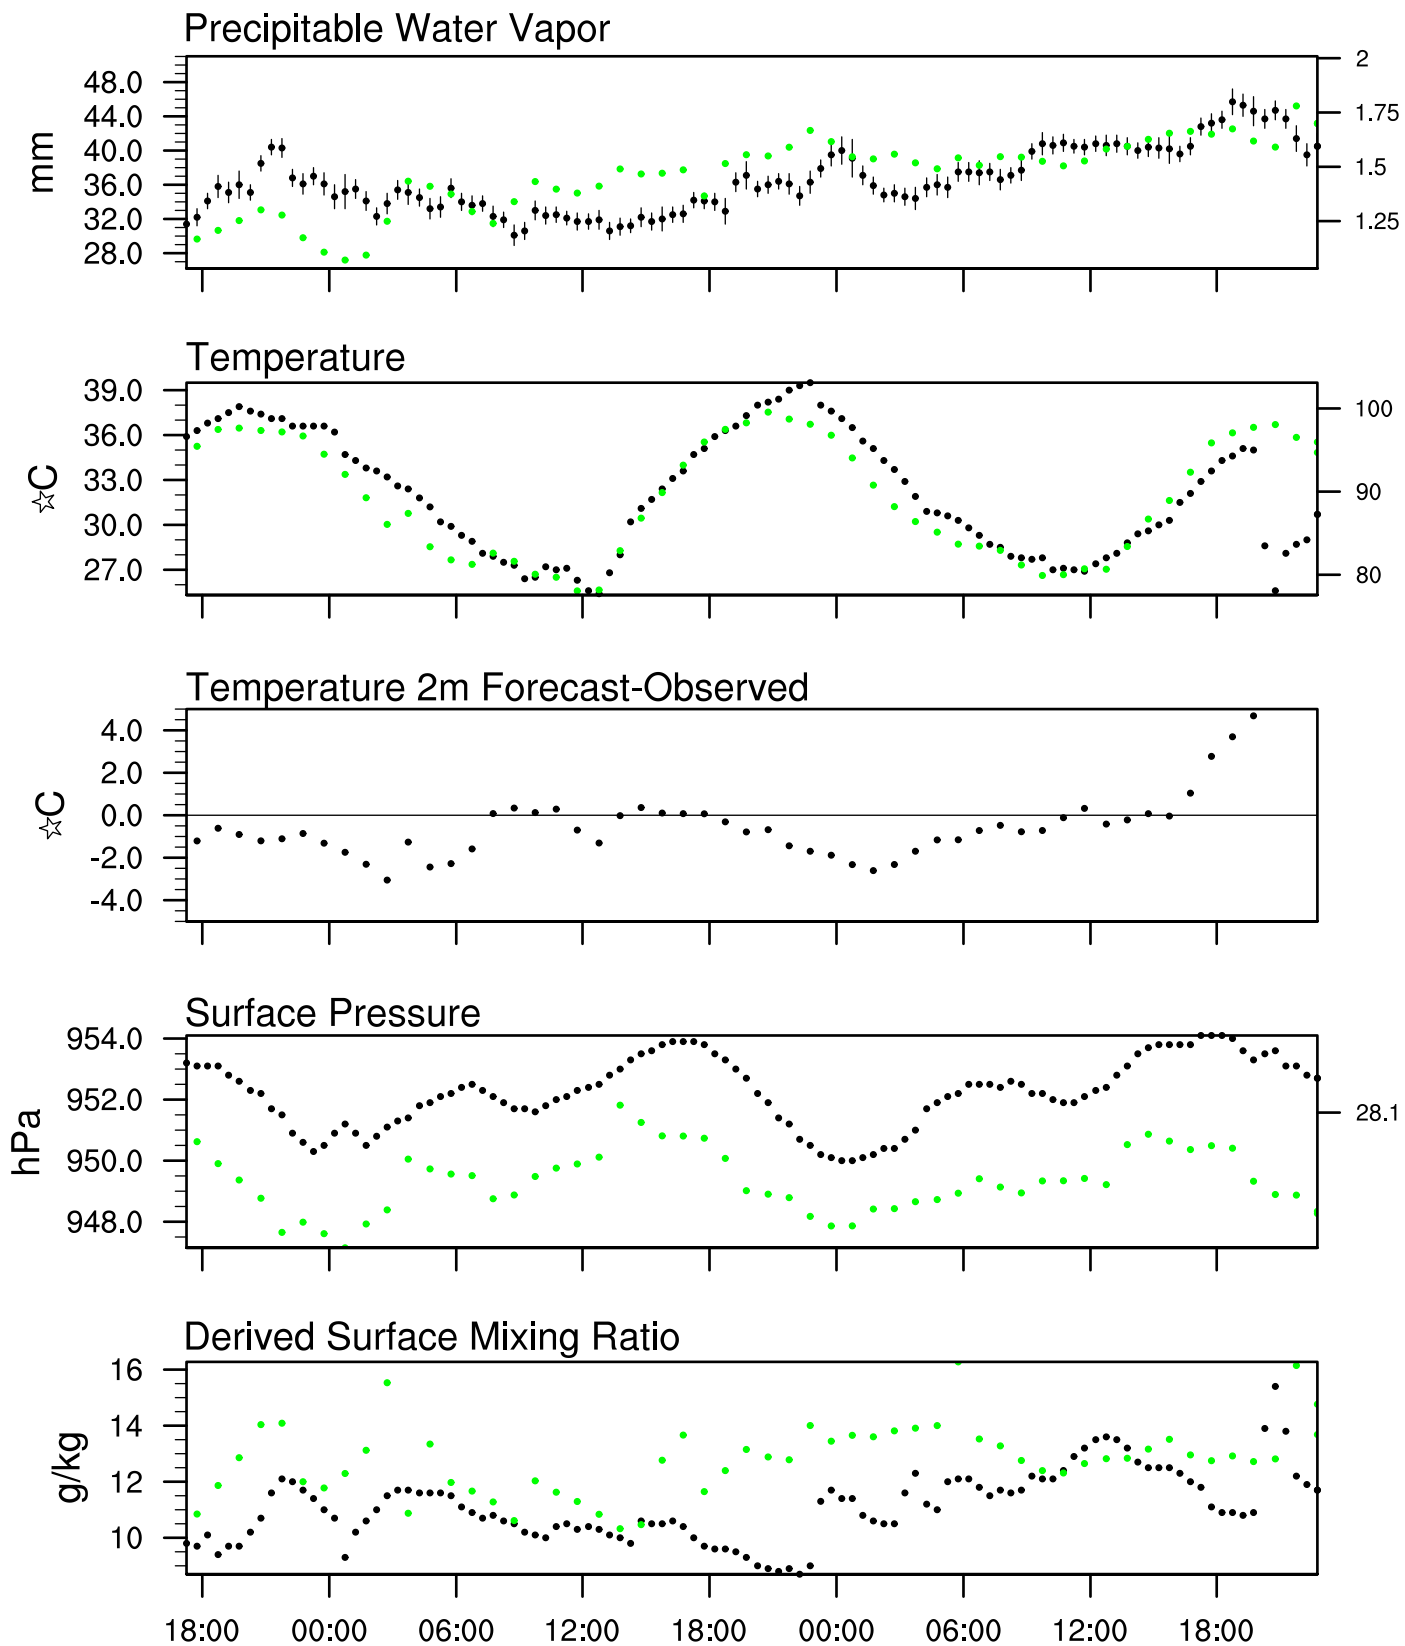 Precipitable Water Vapor
mm
48.0
44.0
40.0
36.0
32.0
28.0
2
1.75
1.5
1.25
Temperature
☆C
39.0
36.0
33.0
30.0
27.0
100
90
80
Temperature 2m Forecast-Observed
☆C
4.0
2.0
0.0
-2.0
-4.0
Surface Pressure
hPa
954.0
952.0
950.0
948.0
28.1
Derived Surface Mixing Ratio
g/kg
16
14
12
10
18:00 00:00 06:00 12:00 18:00 00:00 06:00 12:00 18:00